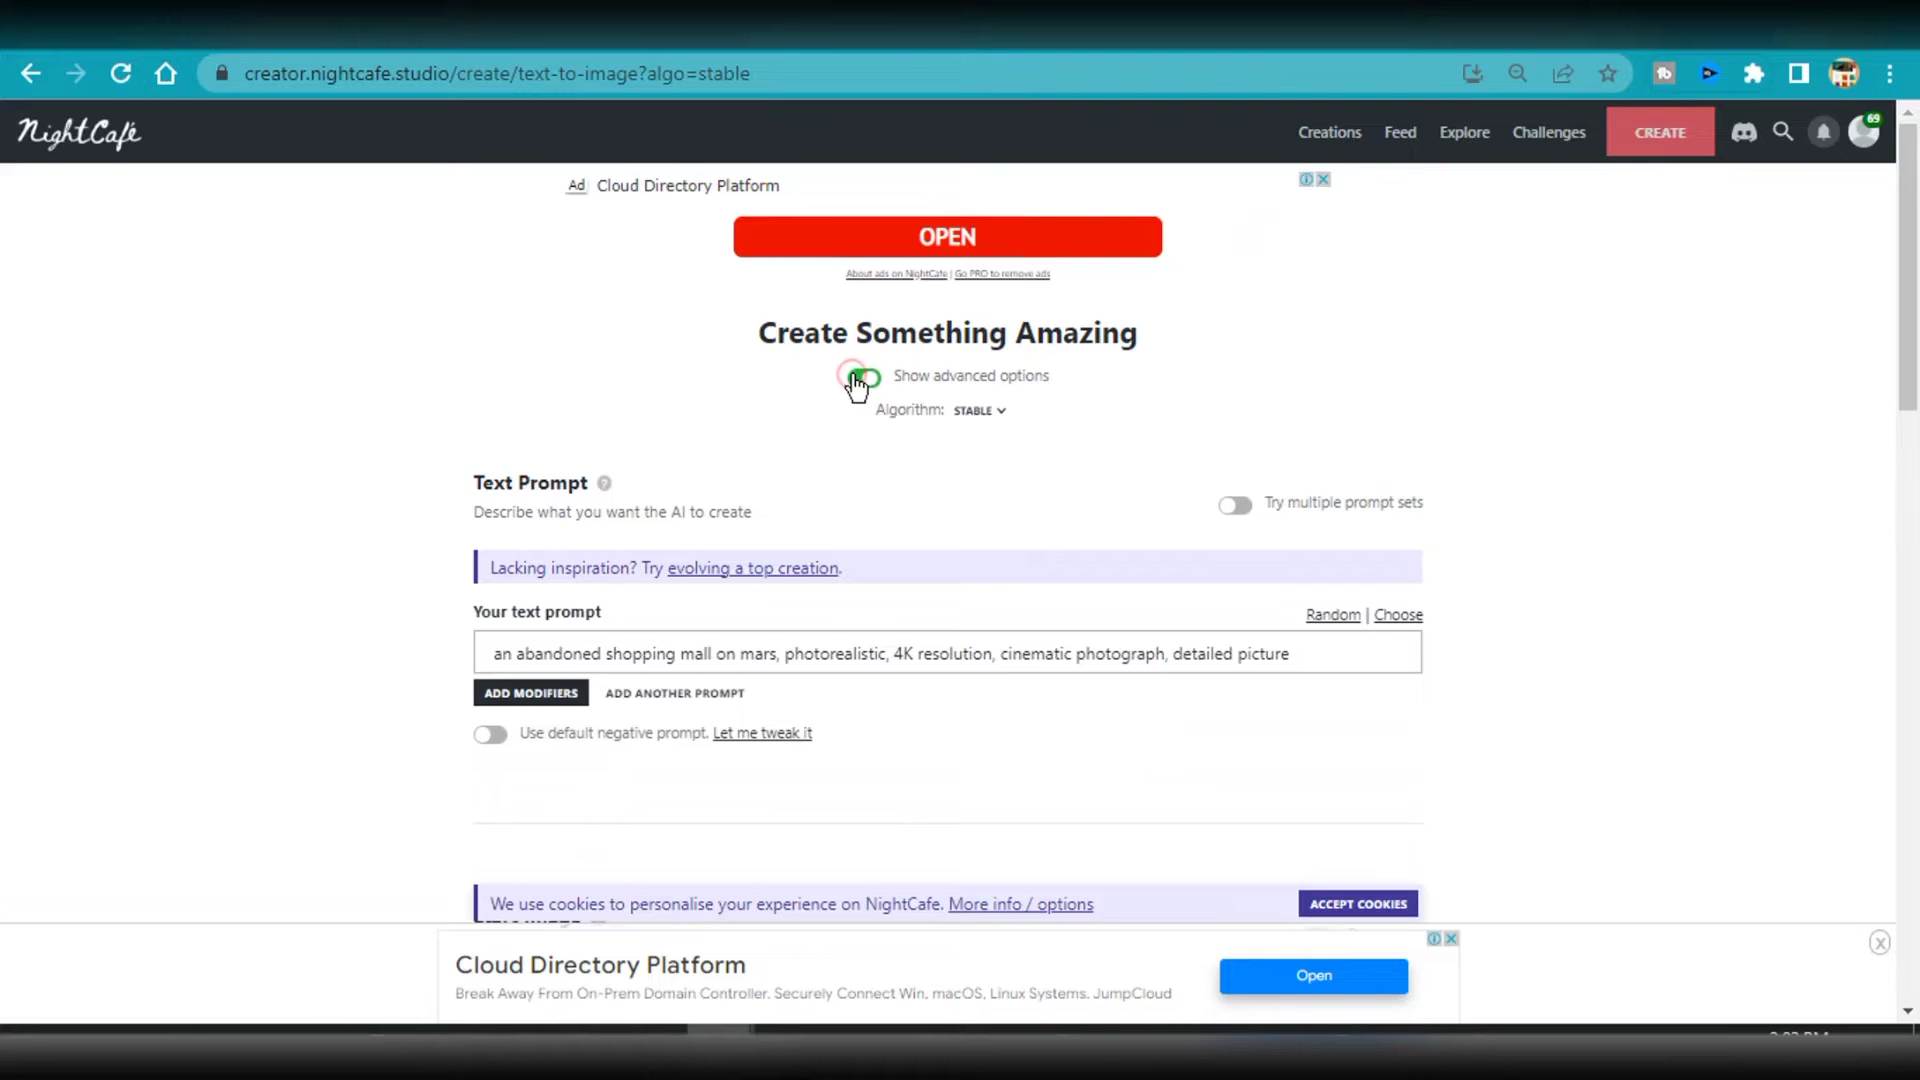 creator.nightcafe.studio/create/text-to-image?algo=stable
NightCafé
Creations
Feed
Explore
Challenges
CREATE
69
Ad Cloud Directory Platform
OPEN
About ads on NightCafe | Go PRO to remove ads
Create Something Amazing
Show advanced options
Algorithm: STABLE
Text Prompt ?
Describe what you want the AI to create
Try multiple prompt sets
Lacking inspiration? Try evolving a top creation.
Your text prompt
Random | Choose
an abandoned shopping mall on mars, photorealistic, 4K resolution, cinematic photograph, detailed picture
ADD MODIFIERS
ADD ANOTHER PROMPT
Use default negative prompt. Let me tweak it
We use cookies to personalise your experience on NightCafe. More info / options
ACCEPT COOKIES
Cloud Directory Platform
Break Away From On-Prem Domain Controller. Securely Connect Win, macOS, Linux Systems. JumpCloud
Open